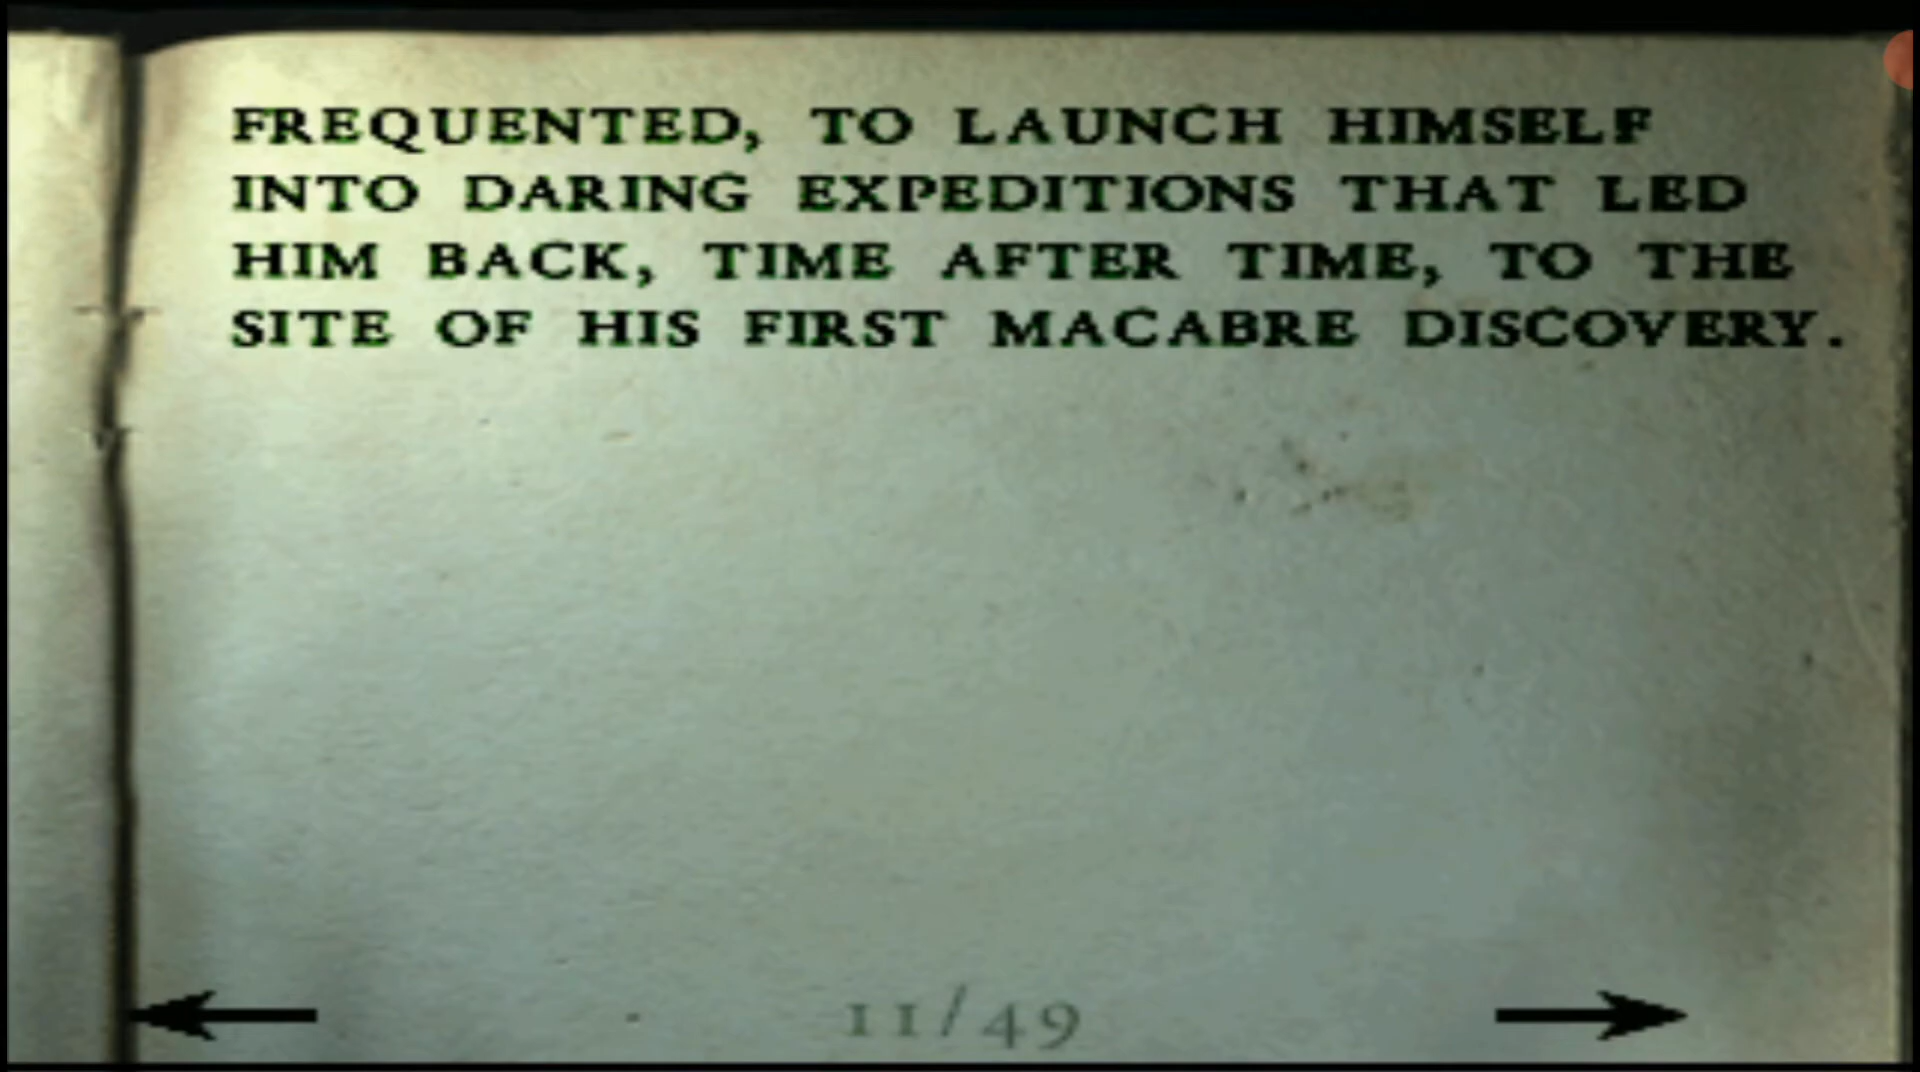 FREQUENTED, TO LAUNCH HIMSELF
INTO DARING EXPEDITIONS THAT LED
HIM BACK, TIME AFTER TIME, TO THE
SITE OF HIS FIRST MACABRE DISCOVERY.
11/49